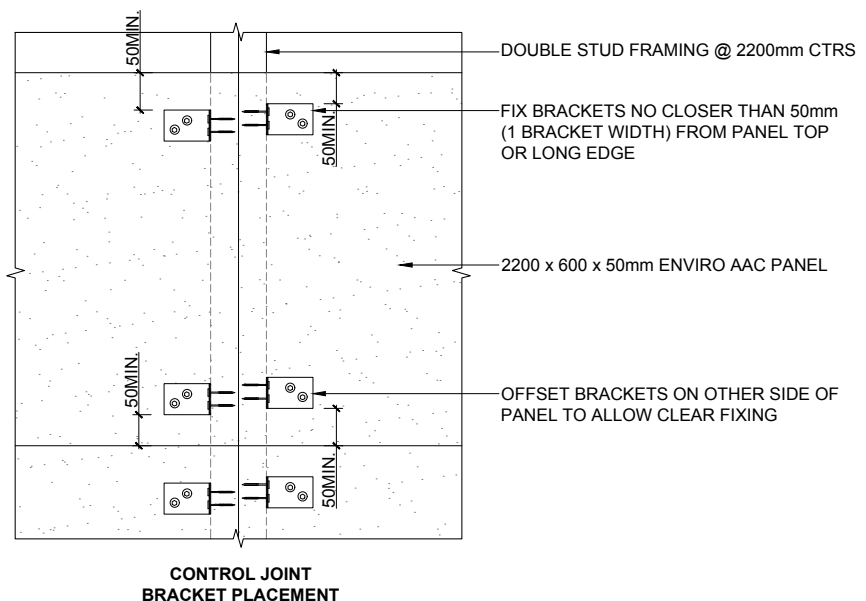 50MIN.
DOUBLE STUD FRAMING @ 2200mm CTRS
50MIN.
FIX BRACKETS NO CLOSER THAN 50mm
(1 BRACKET WIDTH) FROM PANEL TOP
OR LONG EDGE
2200 x 600 x 50mm ENVIRO AAC PANEL
50MIN.
OFFSET BRACKETS ON OTHER SIDE OF
PANEL TO ALLOW CLEAR FIXING
50MIN.
CONTROL JOINT
BRACKET PLACEMENT